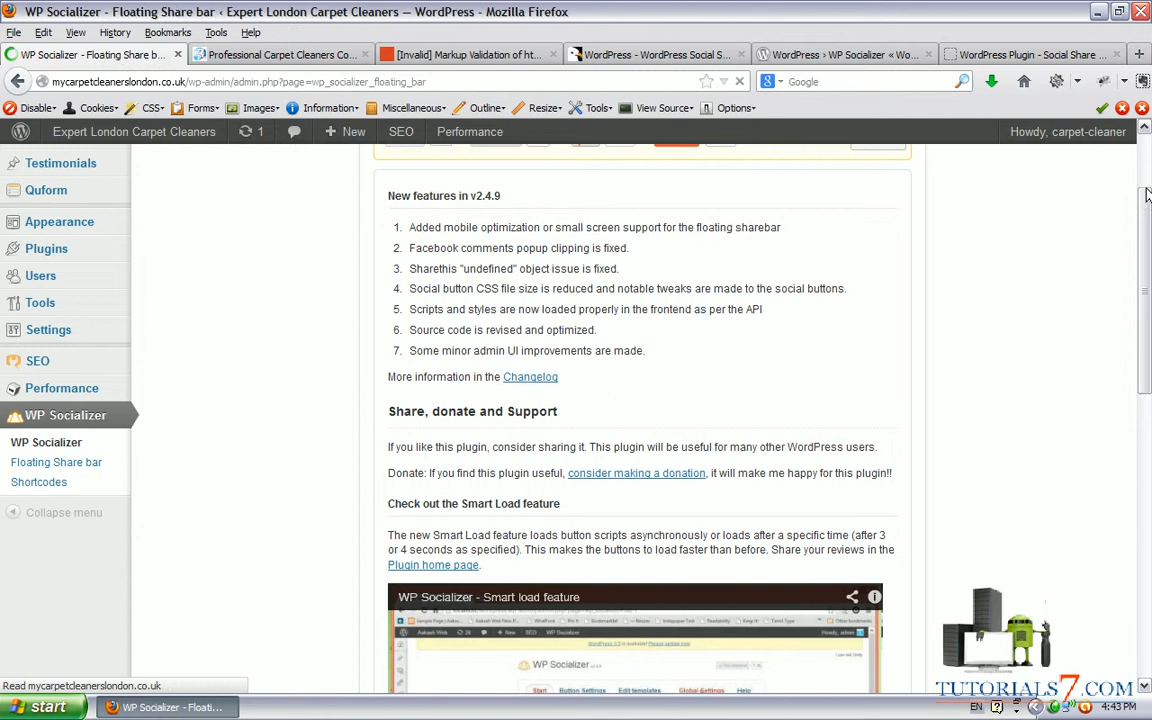 WP Socializer - Floating Share bar ‹ Expert London Carpet Cleaners — WordPress - Mozilla Firefox
File Edit View History Bookmarks Tools Help
WP Socializer - Floating Share b...
Professional Carpet Cleaners Co...
[Invalid] Markup Validation of ht...
WordPress - WordPress Social S...
WordPress › WP Socializer « Wo...
WordPress Plugin - Social Share ...
mycarpetcleanerslondon.co.uk/wp-admin/admin.php?page=wp_socializer_floating_bar
Google
Disable Cookies CSS Forms Images Information Miscellaneous Outline Resize Tools View Source Options
Expert London Carpet Cleaners 1 + New SEO Performance Howdy, carpet-cleaner
Testimonials
Quform
Appearance
Plugins
Users
Tools
Settings
SEO
Performance
WP Socializer
WP Socializer
Floating Share bar
Shortcodes
Collapse menu
New features in v2.4.9
1. Added mobile optimization or small screen support for the floating sharebar
2. Facebook comments popup clipping is fixed.
3. Sharethis "undefined" object issue is fixed.
4. Social button CSS file size is reduced and notable tweaks are made to the social buttons.
5. Scripts and styles are now loaded properly in the frontend as per the API
6. Source code is revised and optimized.
7. Some minor admin UI improvements are made.
More information in the Changelog
Share, donate and Support
If you like this plugin, consider sharing it. This plugin will be useful for many other WordPress users.
Donate: If you find this plugin useful, consider making a donation, it will make me happy for this plugin!!
Check out the Smart Load feature
The new Smart Load feature loads button scripts asynchronously or loads after a specific time (after 3
or 4 seconds as specified). This makes the buttons to load faster than before. Share your reviews in the
Plugin home page.
WP Socializer - Smart load feature
WP Socializer
Start Button Settings Edit templates Global Settings Help
TUTORIALS7.COM
Read mycarpetcleanerslondon.co.uk
start
WP Socializer - Floati...
EN
4:43 PM